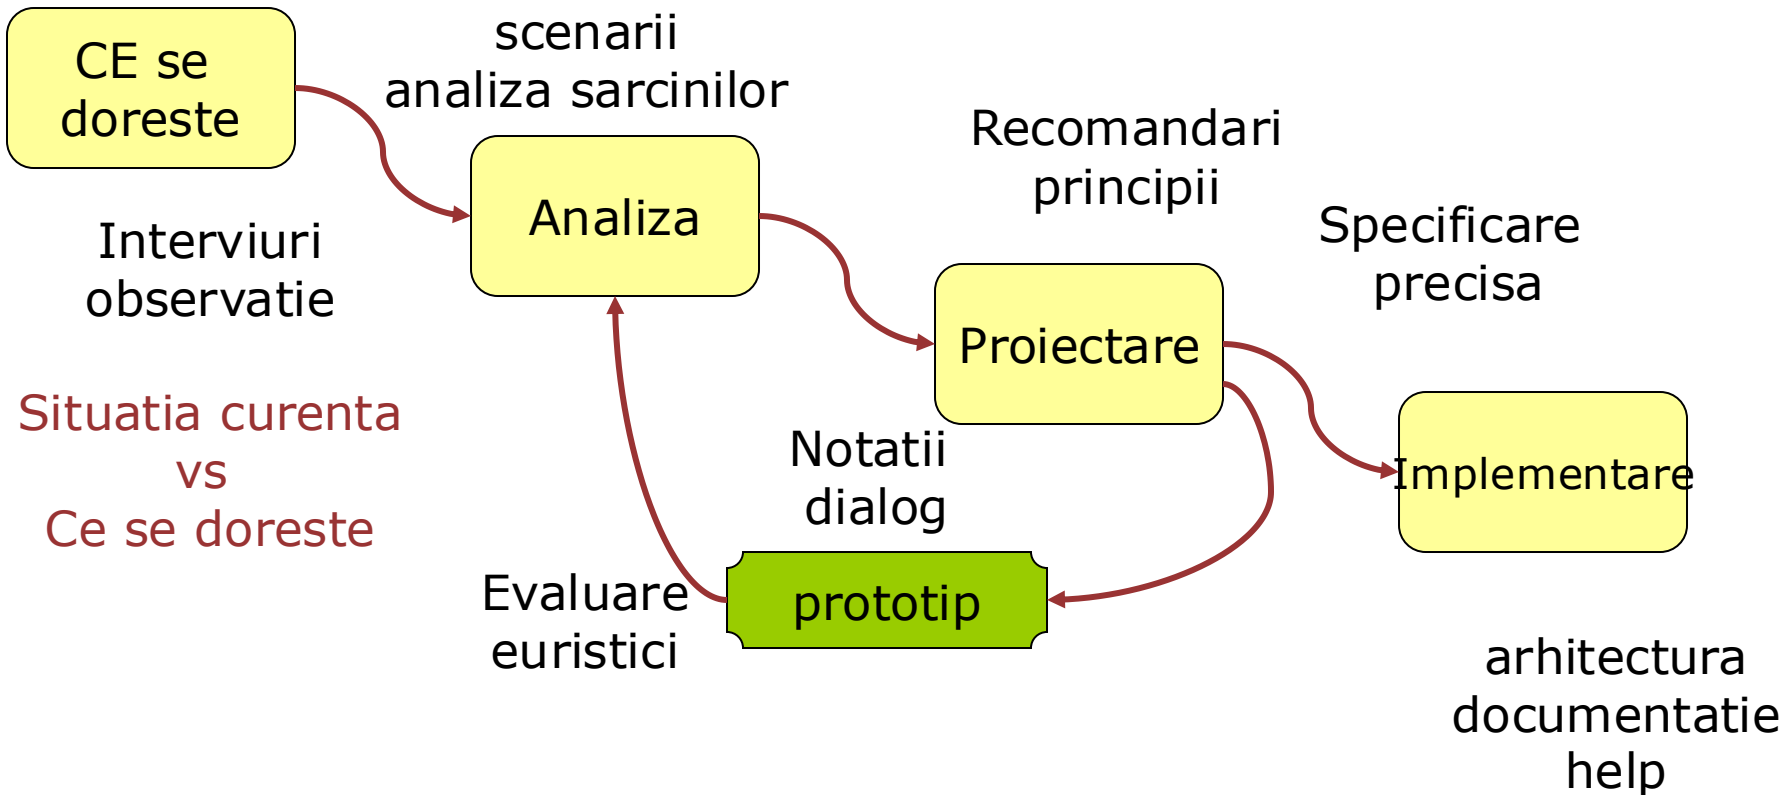 CE se
doreste
scenarii
analiza sarcinilor
Interviuri
observatie
Analiza
Recomandari
principii
Situatia curenta
vs
Ce se doreste
Proiectare
Specificare
precisa
Notatii
dialog
Implementare
Evaluare
euristici
prototip
arhitectura
documentatie
help